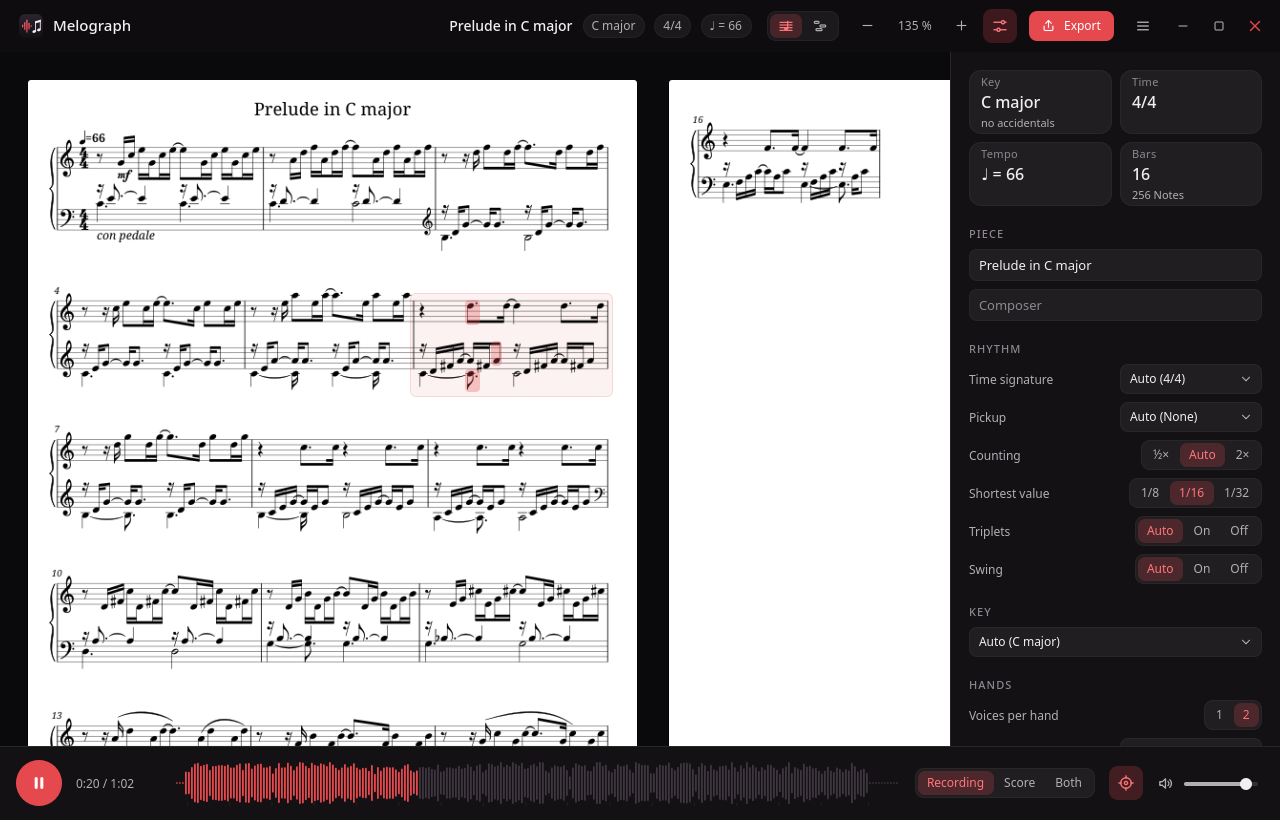 Melograph
Prelude in C major
C major
4/4
♩ = 66
135 %
Export
Prelude in C major
♩=66
mf
con pedale
4
7
10
13
16
Key
C major
no accidentals
Time
4/4
Tempo
♩ = 66
Bars
16
256 Notes
PIECE
Prelude in C major
Composer
RHYTHM
Time signature
Auto (4/4)
Pickup
Auto (None)
Counting
½×
Auto
2×
Shortest value
1/8
1/16
1/32
Triplets
Auto
On
Off
Swing
Auto
On
Off
KEY
Auto (C major)
HANDS
Voices per hand
1
2
0:20 / 1:02
Recording
Score
Both